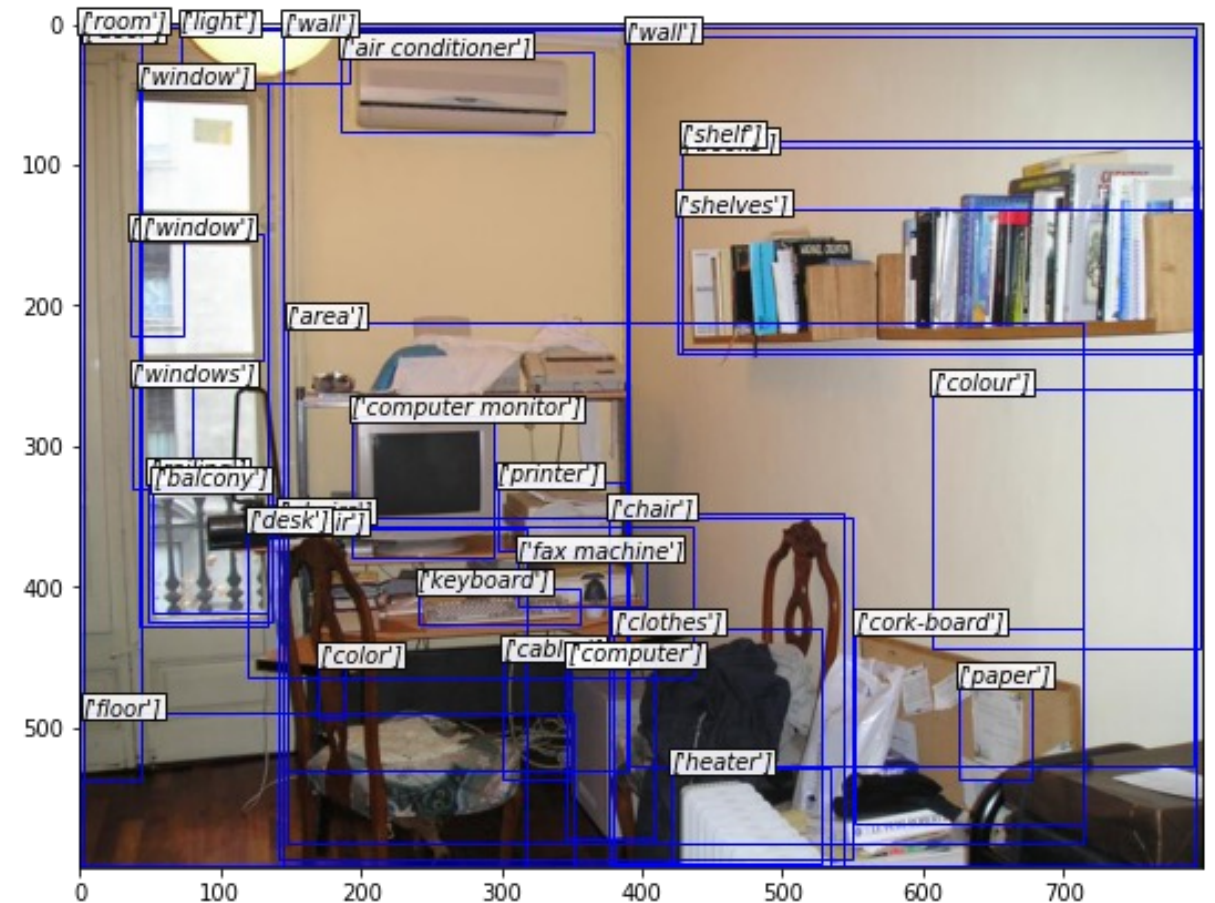 0
100
200
300
400
500
0 100 200 300 400 500 600 700
['room']
['light']
['wall']
['wall']
['air conditioner']
['window']
['shelf']
['shelves']
['window']
['area']
['windows']
['colour']
['computer monitor']
['balcony']
['printer']
['chair']
['desk']
['fax machine']
['keyboard']
['clothes']
['cork-board']
['color']
['computer']
['paper']
['floor']
['heater']